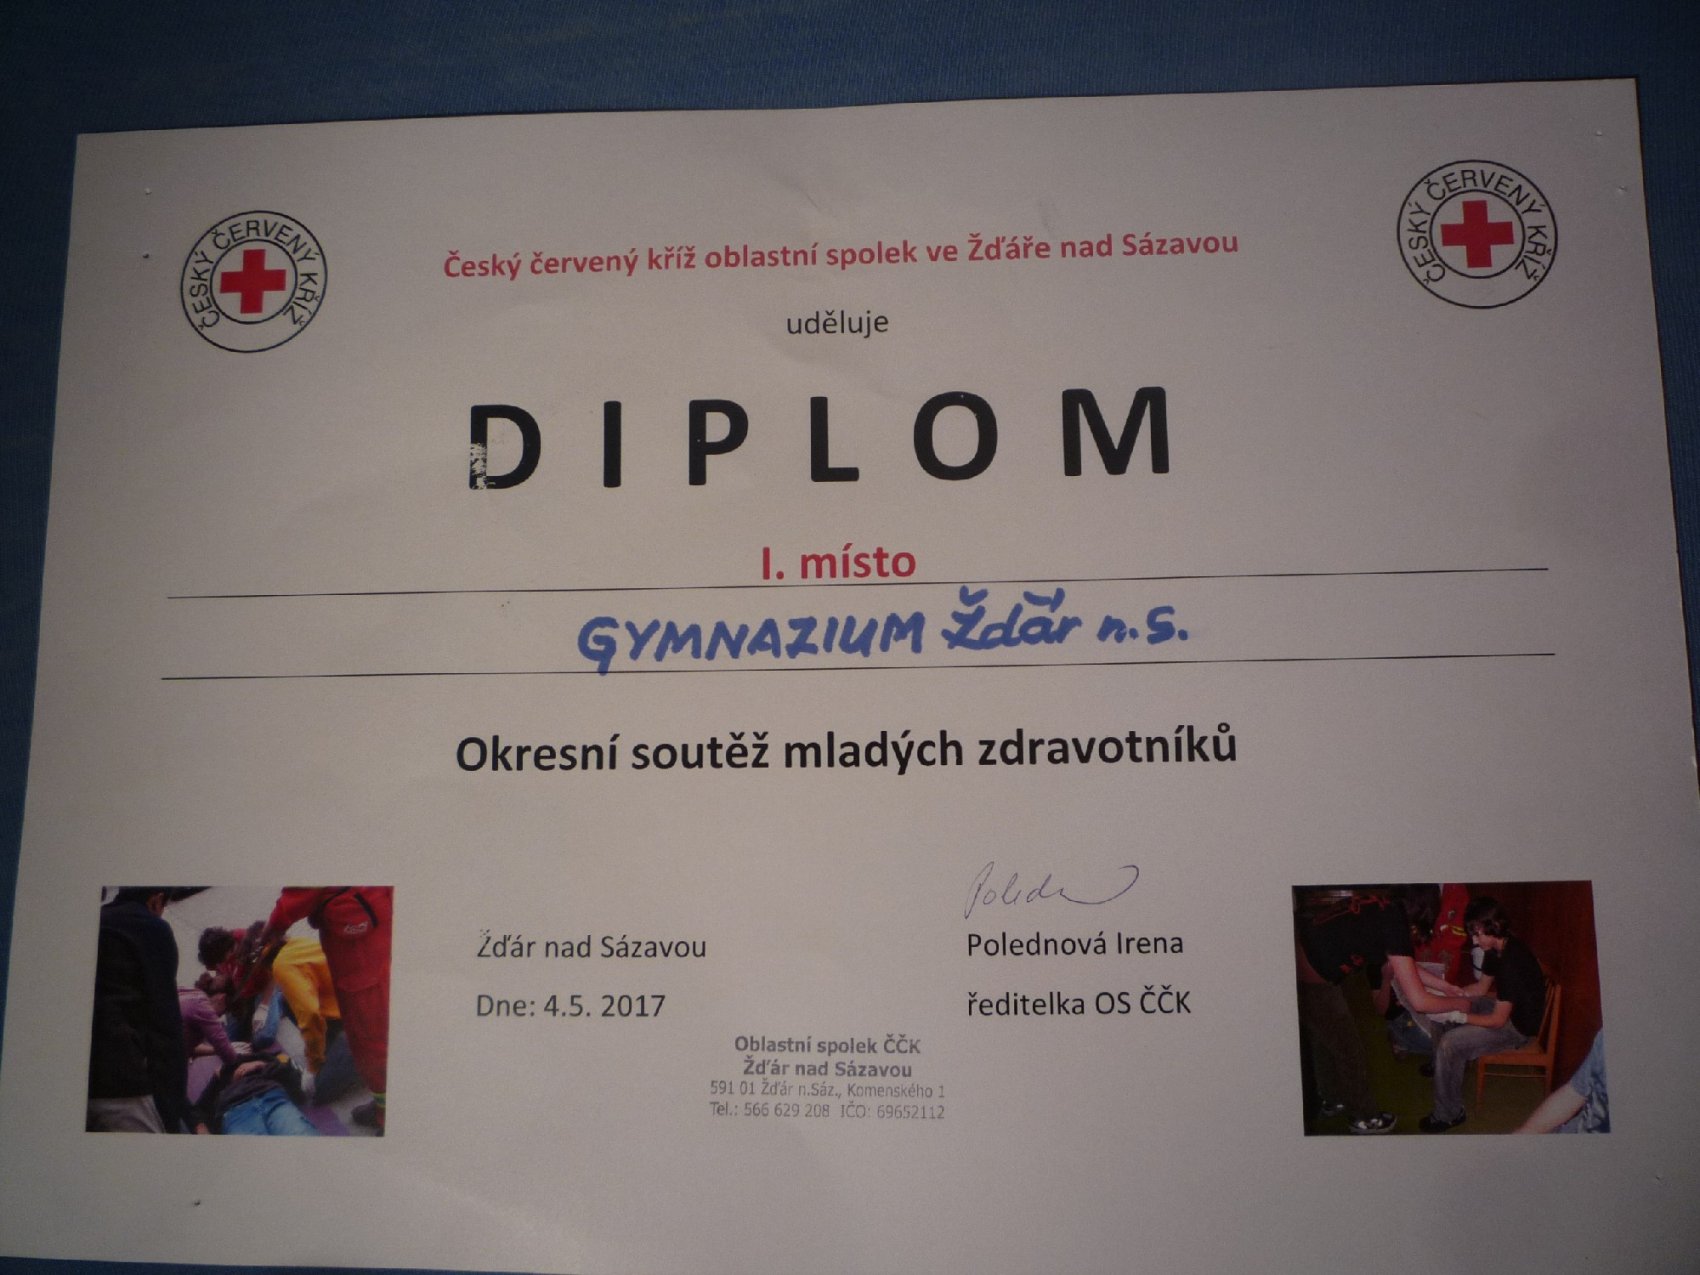 ČESKÝ ČERVENÝ KŘÍŽ
ČESKÝ ČERVENÝ KŘÍŽ
Český červený kříž oblastní spolek ve Žďáře nad Sázavou
uděluje
DIPLOM
I. místo
GYMNAZIUM Žďár n.S.
Okresní soutěž mladých zdravotníků
Žďár nad Sázavou
Polednová Irena
Dne: 4.5. 2017
ředitelka OS ČČK
Oblastní spolek ČČK
Žďár nad Sázavou
591 01 Žďár n.Sáz., Komenského 1
Tel.: 566 629 208 IČO: 69652112